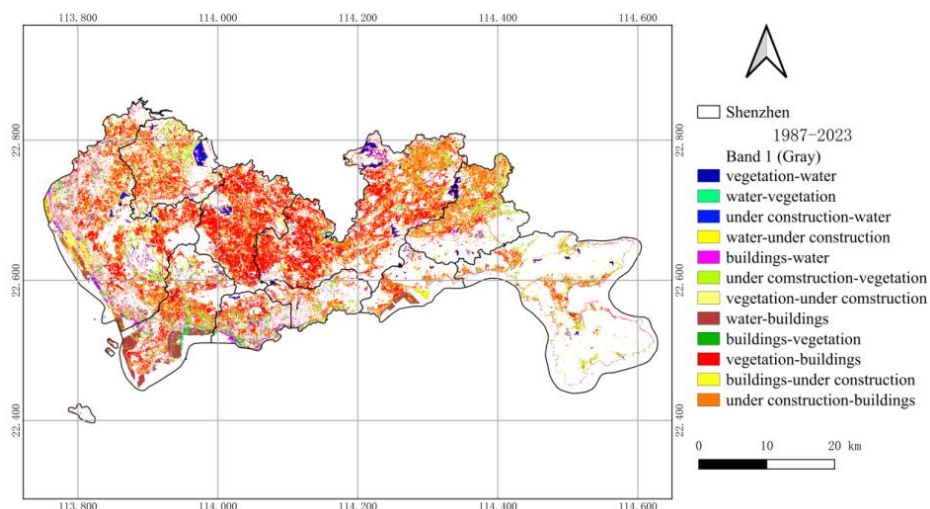 113.800 114.000 114.200 114.400 114.600
22.800 22.800
22.600 22.600
22.400 22.400
113.800 114.000 114.200 114.400 114.600
Shenzhen
1987-2023
Band 1 (Gray)
vegetation-water
water-vegetation
under construction-water
water-under construction
buildings-water
under comstruction-vegetation
vegetation-under comstruction
water-buildings
buildings-vegetation
vegetation-buildings
buildings-under construction
under construction-buildings
0 10 20 km